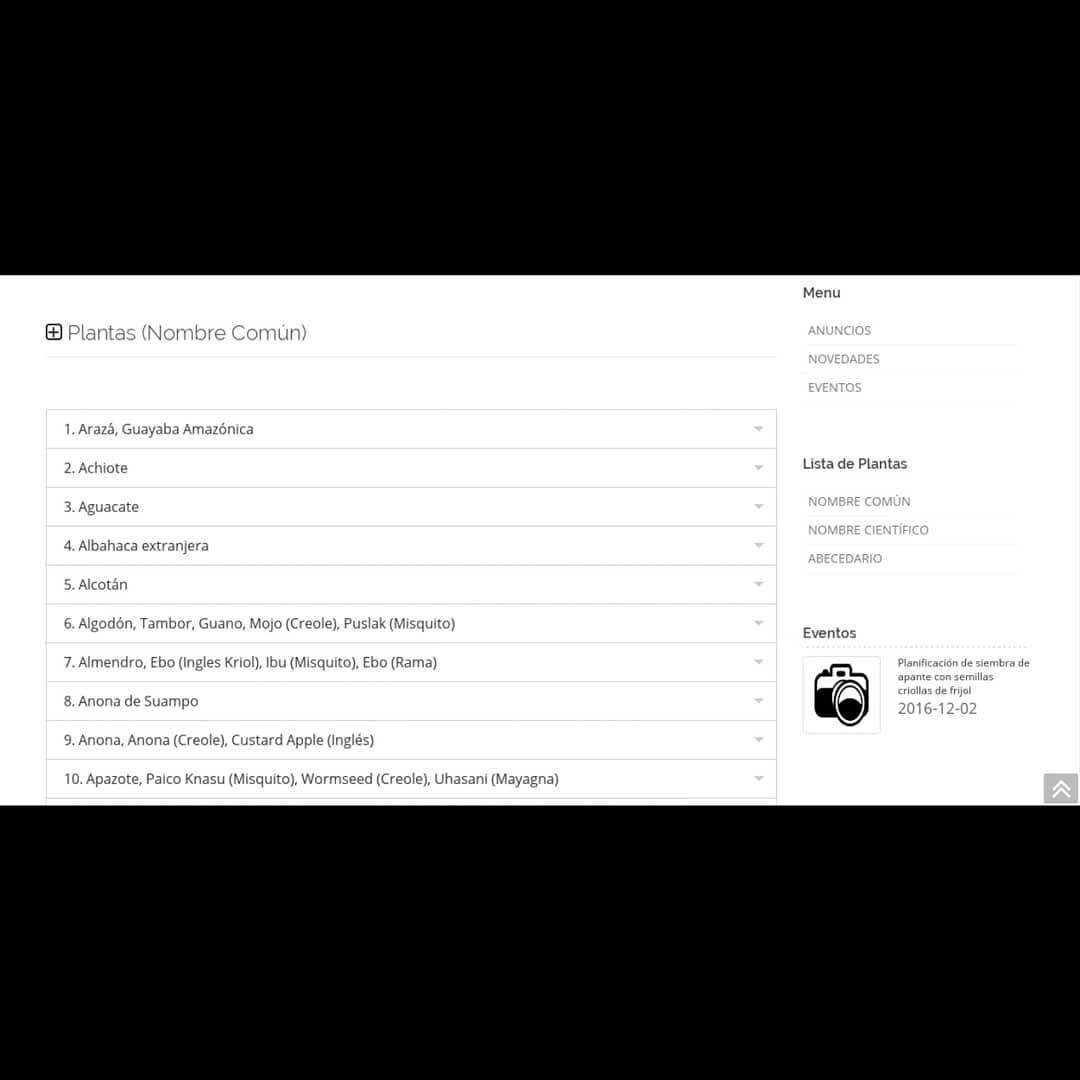 Plantas (Nombre Común)
1. Arazá, Guayaba Amazónica
2. Achiote
3. Aguacate
4. Albahaca extranjera
5. Alcotán
6. Algodón, Tambor, Guano, Mojo (Creole), Puslak (Misquito)
7. Almendro, Ebo (Ingles Kriol), Ibu (Misquito), Ebo (Rama)
8. Anona de Suampo
9. Anona, Anona (Creole), Custard Apple (Inglés)
10. Apazote, Paico Knasu (Misquito), Wormseed (Creole), Uhasani (Mayagna)
Menu
ANUNCIOS
NOVEDADES
EVENTOS
Lista de Plantas
NOMBRE COMÚN
NOMBRE CIENTÍFICO
ABECEDARIO
Eventos
Planificación de siembra de
apante con semillas
criollas de frijol
2016-12-02